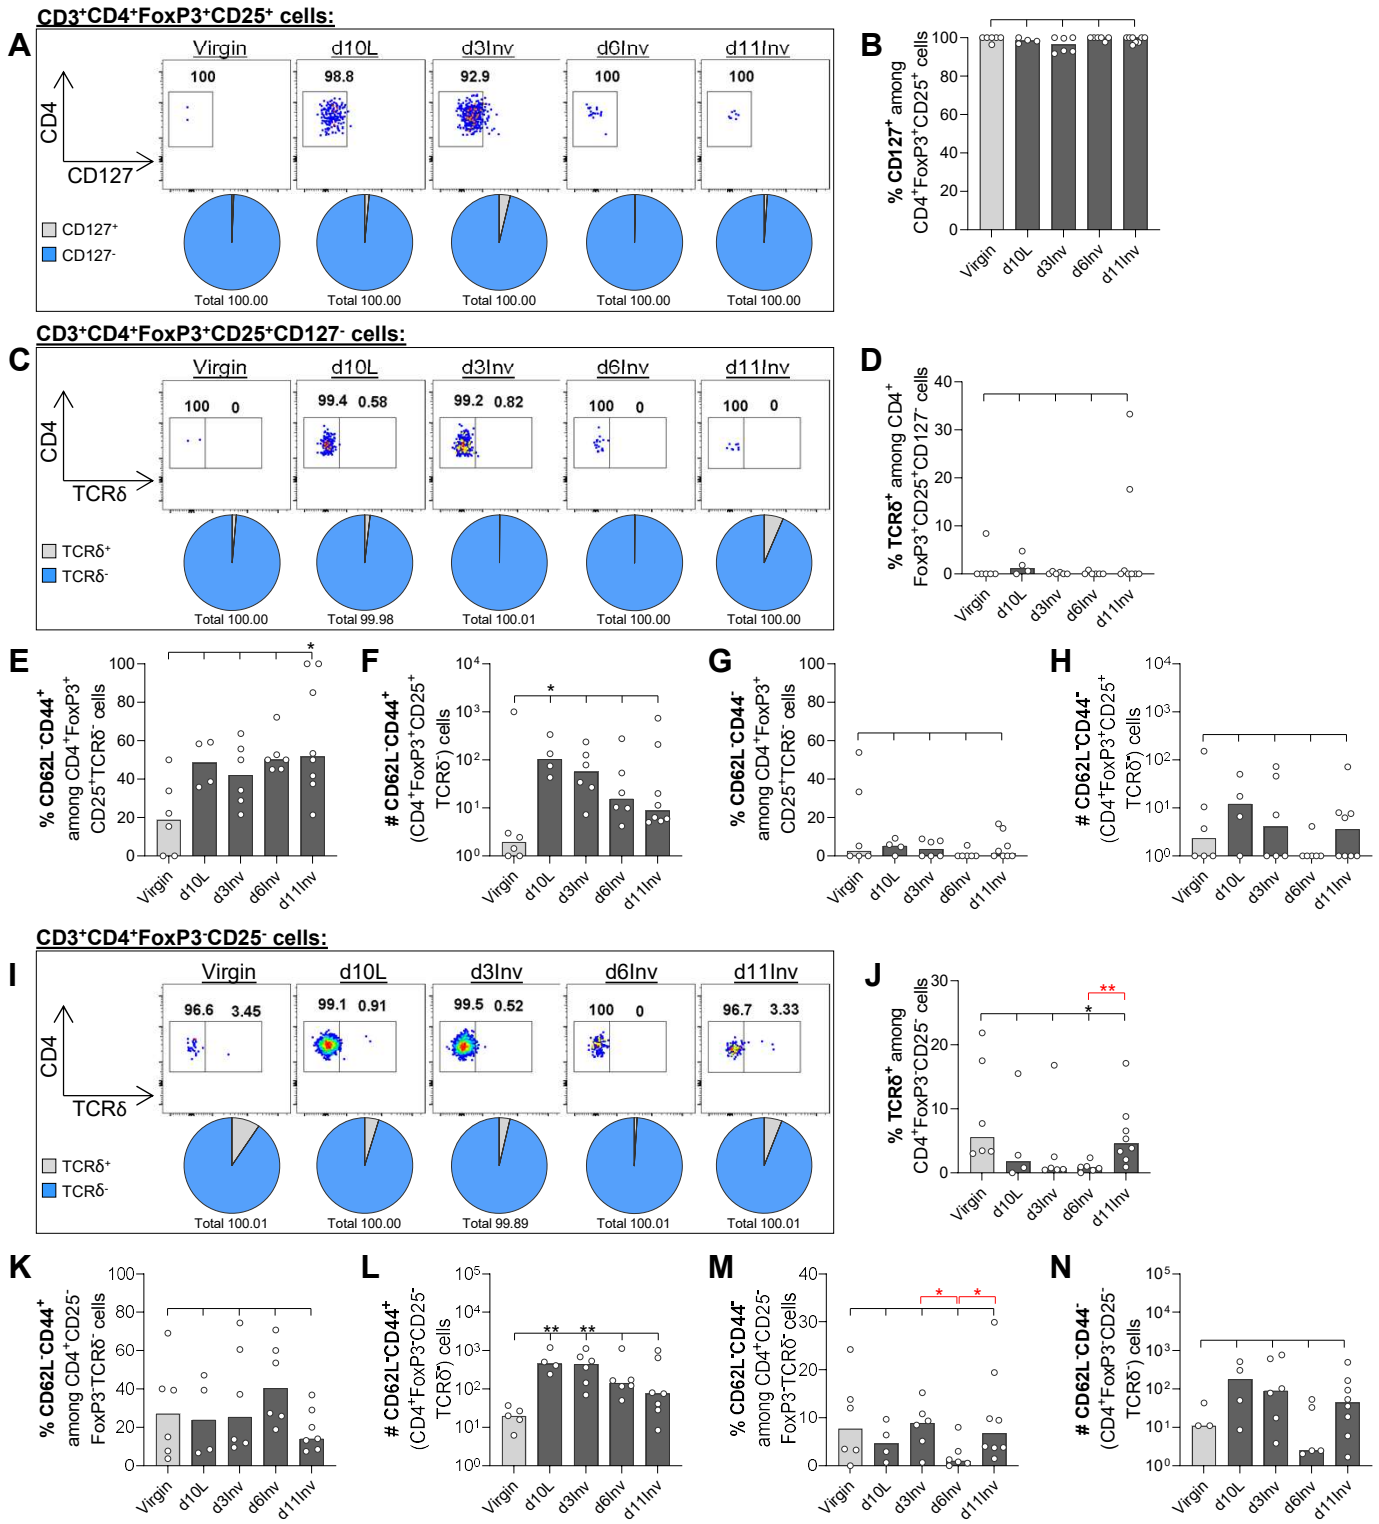 CD3⁺CD4⁺FoxP3⁺CD25⁺ cells:
A
Virgin d10L d3Inv d6Inv d11Inv
100 98.8 92.9 100 100
CD4
CD127
CD127⁺
CD127⁻
Total 100.00 Total 100.00 Total 100.00 Total 100.00 Total 100.00
B
% CD127⁺ among
CD4⁺FoxP3⁺CD25⁺ cells
100
80
60
40
20
0
Virgin d10L d3Inv d6Inv d11Inv
CD3⁺CD4⁺FoxP3⁺CD25⁺CD127⁻ cells:
C
Virgin d10L d3Inv d6Inv d11Inv
100 0 99.4 0.58 99.2 0.82 100 0 100 0
CD4
TCRδ
TCRδ⁺
TCRδ⁻
Total 100.00 Total 99.98 Total 100.01 Total 100.00 Total 100.00
D
% TCRδ⁺ among CD4⁺
FoxP3⁺CD25⁺CD127⁻ cells
40
30
20
10
0
Virgin d10L d3Inv d6Inv d11Inv
E
% CD62L⁻CD44⁺
among CD4⁺FoxP3⁺
CD25⁺TCRδ⁻ cells
100
80
60
40
20
0
*
Virgin d10L d3Inv d6Inv d11Inv
F
# CD62L⁻CD44⁺
(CD4⁺FoxP3⁺CD25⁺
TCRδ⁻) cells
10⁴
10³
10²
10¹
10⁰
*
Virgin d10L d3Inv d6Inv d11Inv
G
% CD62L⁻CD44⁻
among CD4⁺FoxP3⁺
CD25⁺TCRδ⁻ cells
100
80
60
40
20
0
Virgin d10L d3Inv d6Inv d11Inv
H
# CD62L⁻CD44⁻
(CD4⁺FoxP3⁺CD25⁺
TCRδ⁻) cells
10⁴
10³
10²
10¹
10⁰
Virgin d10L d3Inv d6Inv d11Inv
CD3⁺CD4⁺FoxP3⁻CD25⁻ cells:
I
Virgin d10L d3Inv d6Inv d11Inv
96.6 3.45 99.1 0.91 99.5 0.52 100 0 96.7 3.33
CD4
TCRδ
TCRδ⁺
TCRδ⁻
Total 100.01 Total 100.00 Total 99.89 Total 100.01 Total 100.01
J
% TCRδ⁺ among
CD4⁺FoxP3⁻CD25⁻ cells
30
20
10
0
**
*
Virgin d10L d3Inv d6Inv d11Inv
K
% CD62L⁻CD44⁺
among CD4⁺CD25⁻
FoxP3⁻TCRδ⁻ cells
100
80
60
40
20
0
Virgin d10L d3Inv d6Inv d11Inv
L
# CD62L⁻CD44⁺
(CD4⁺FoxP3⁻CD25⁻
TCRδ⁻) cells
10⁵
10⁴
10³
10²
10¹
10⁰
** **
Virgin d10L d3Inv d6Inv d11Inv
M
% CD62L⁻CD44⁻
among CD4⁺CD25⁻
FoxP3⁻TCRδ⁻ cells
40
30
20
10
0
* *
Virgin d10L d3Inv d6Inv d11Inv
N
# CD62L⁻CD44⁻
(CD4⁺FoxP3⁻CD25⁻
TCRδ⁻) cells
10⁵
10⁴
10³
10²
10¹
10⁰
Virgin d10L d3Inv d6Inv d11Inv